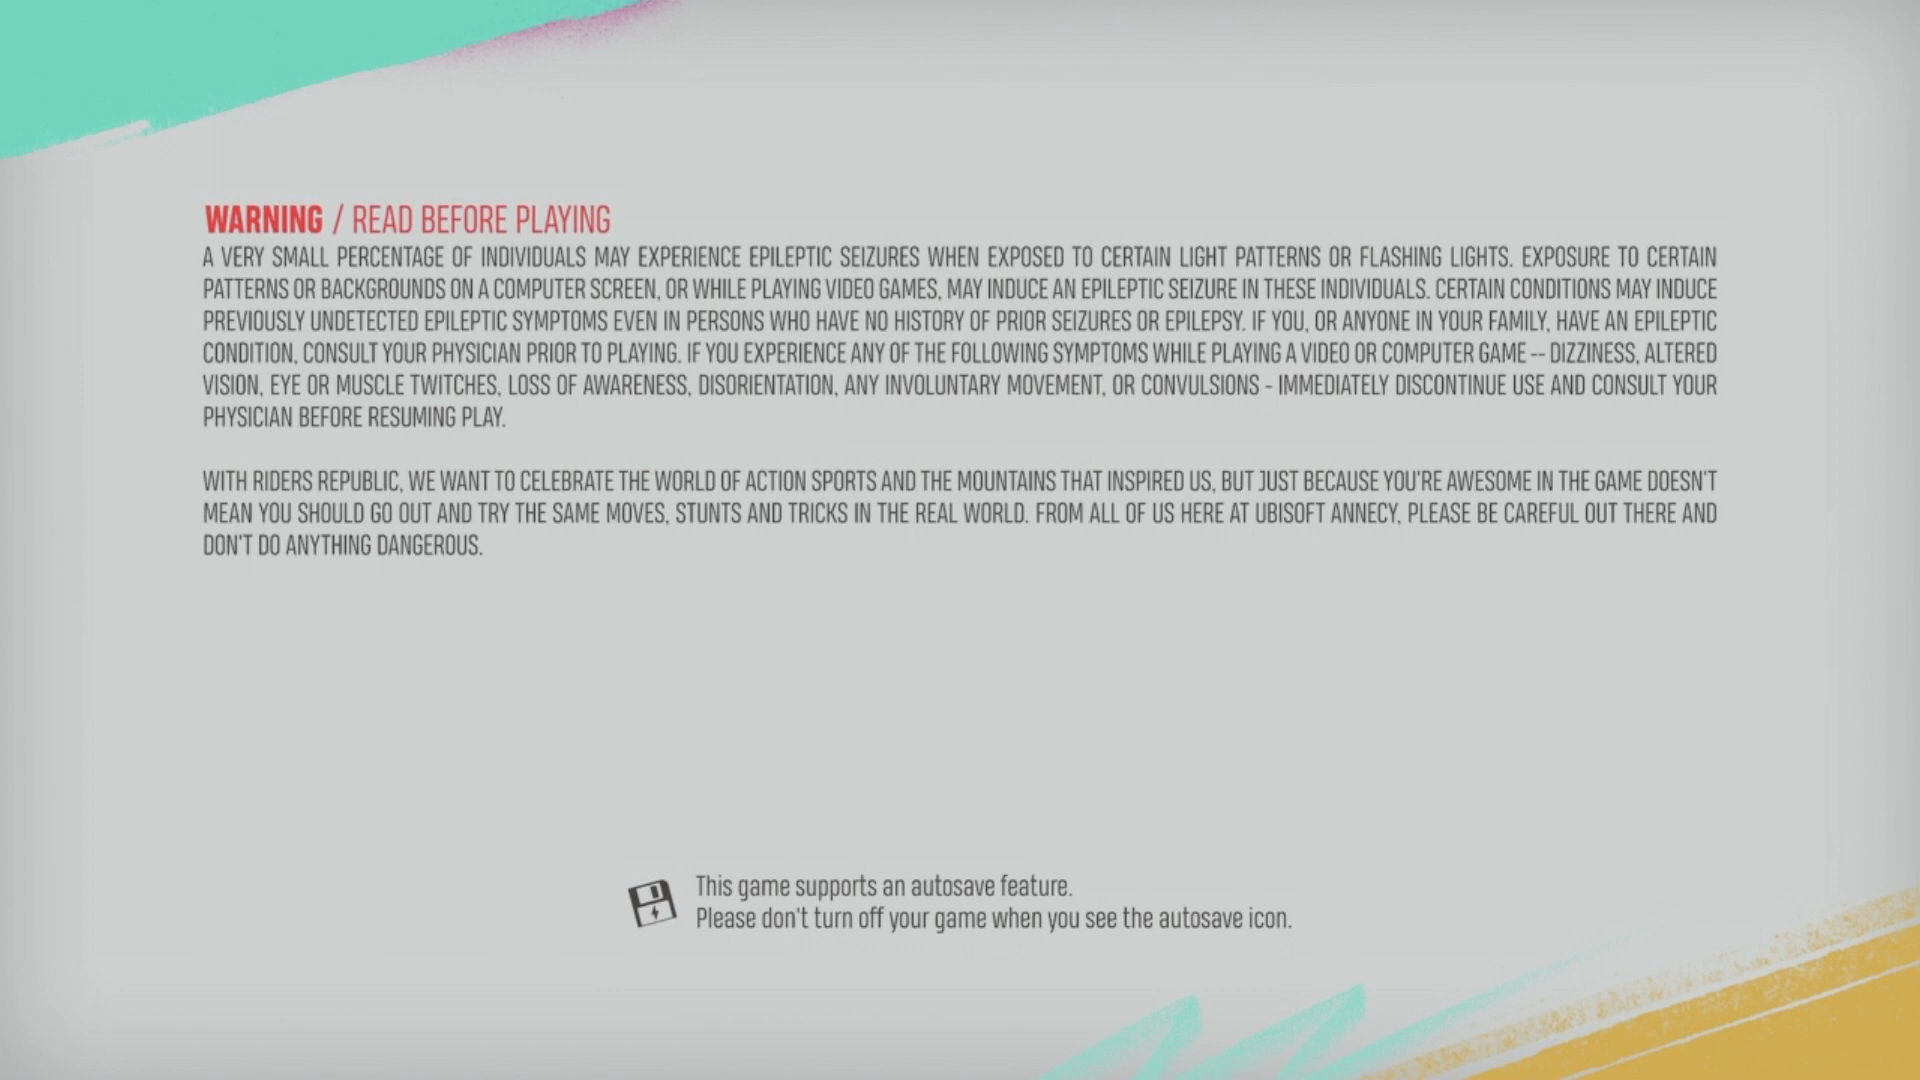 WARNING / READ BEFORE PLAYING
A VERY SMALL PERCENTAGE OF INDIVIDUALS MAY EXPERIENCE EPILEPTIC SEIZURES WHEN EXPOSED TO CERTAIN LIGHT PATTERNS OR FLASHING LIGHTS. EXPOSURE TO CERTAIN
PATTERNS OR BACKGROUNDS ON A COMPUTER SCREEN, OR WHILE PLAYING VIDEO GAMES, MAY INDUCE AN EPILEPTIC SEIZURE IN THESE INDIVIDUALS. CERTAIN CONDITIONS MAY INDUCE
PREVIOUSLY UNDETECTED EPILEPTIC SYMPTOMS EVEN IN PERSONS WHO HAVE NO HISTORY OF PRIOR SEIZURES OR EPILEPSY. IF YOU, OR ANYONE IN YOUR FAMILY, HAVE AN EPILEPTIC
CONDITION, CONSULT YOUR PHYSICIAN PRIOR TO PLAYING. IF YOU EXPERIENCE ANY OF THE FOLLOWING SYMPTOMS WHILE PLAYING A VIDEO OR COMPUTER GAME -- DIZZINESS, ALTERED
VISION, EYE OR MUSCLE TWITCHES, LOSS OF AWARENESS, DISORIENTATION, ANY INVOLUNTARY MOVEMENT, OR CONVULSIONS - IMMEDIATELY DISCONTINUE USE AND CONSULT YOUR
PHYSICIAN BEFORE RESUMING PLAY.
WITH RIDERS REPUBLIC, WE WANT TO CELEBRATE THE WORLD OF ACTION SPORTS AND THE MOUNTAINS THAT INSPIRED US, BUT JUST BECAUSE YOU'RE AWESOME IN THE GAME DOESN'T
MEAN YOU SHOULD GO OUT AND TRY THE SAME MOVES, STUNTS AND TRICKS IN THE REAL WORLD. FROM ALL OF US HERE AT UBISOFT ANNECY, PLEASE BE CAREFUL OUT THERE AND
DON'T DO ANYTHING DANGEROUS.
This game supports an autosave feature.
Please don't turn off your game when you see the autosave icon.